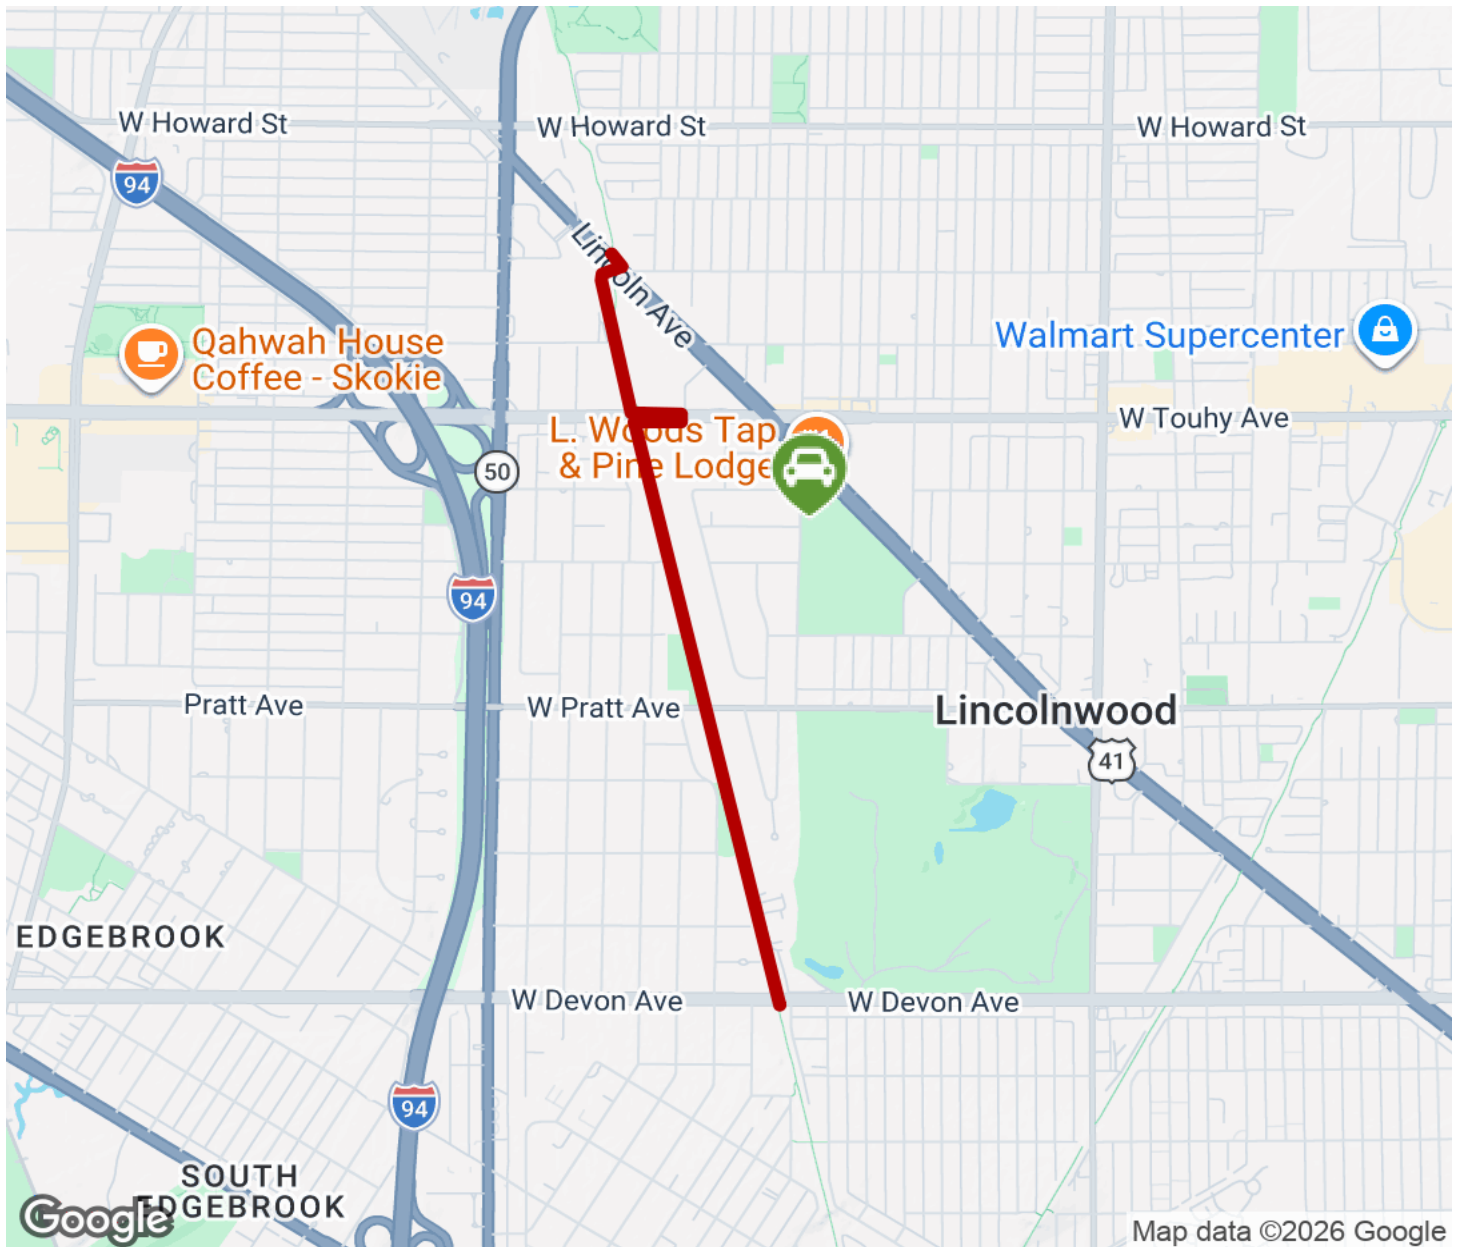 W Howard St
W Howard St
W Howard St
94
Lincoln Ave
Qahwah House
Coffee - Skokie
Walmart Supercenter
W Touhy Ave
L. Woods Tap
& Pine Lodge
50
94
Pratt Ave
W Pratt Ave
Lincolnwood
41
EDGEBROOK
W Devon Ave
W Devon Ave
94
SOUTH
EDGEBROOK
Google
Map data ©2026 Google